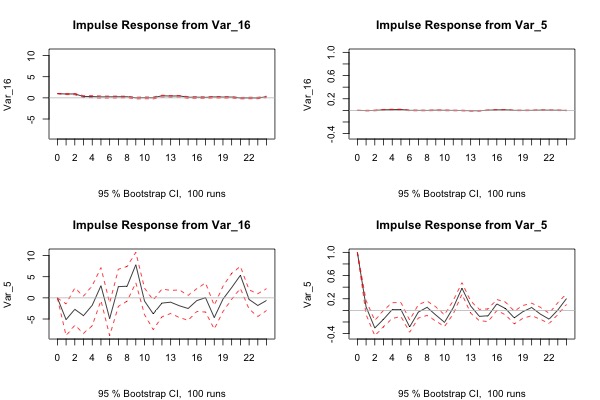 Impulse Response from Var_16
Var_16
10
5
0
-5
0 2 4 6 8 10 13 16 19 22
95 % Bootstrap CI, 100 runs
Impulse Response from Var_5
Var_16
1.0
0.6
0.2
-0.4
0 2 4 6 8 10 13 16 19 22
95 % Bootstrap CI, 100 runs
Impulse Response from Var_16
Var_5
10
5
0
-5
0 2 4 6 8 10 13 16 19 22
95 % Bootstrap CI, 100 runs
Impulse Response from Var_5
Var_5
1.0
0.6
0.2
-0.4
0 2 4 6 8 10 13 16 19 22
95 % Bootstrap CI, 100 runs